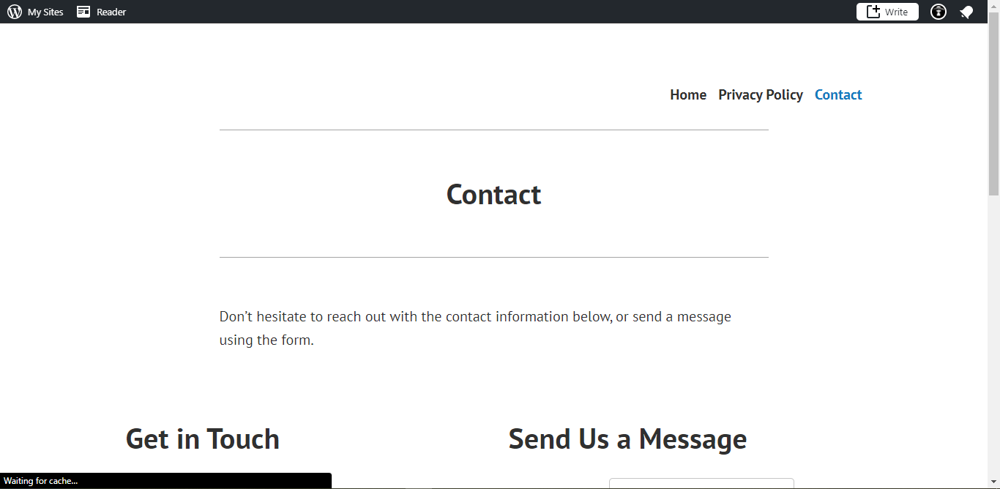 My Sites Reader Write
Home Privacy Policy Contact
Contact
Don’t hesitate to reach out with the contact information below, or send a message
using the form.
Get in Touch
Send Us a Message
Waiting for cache...